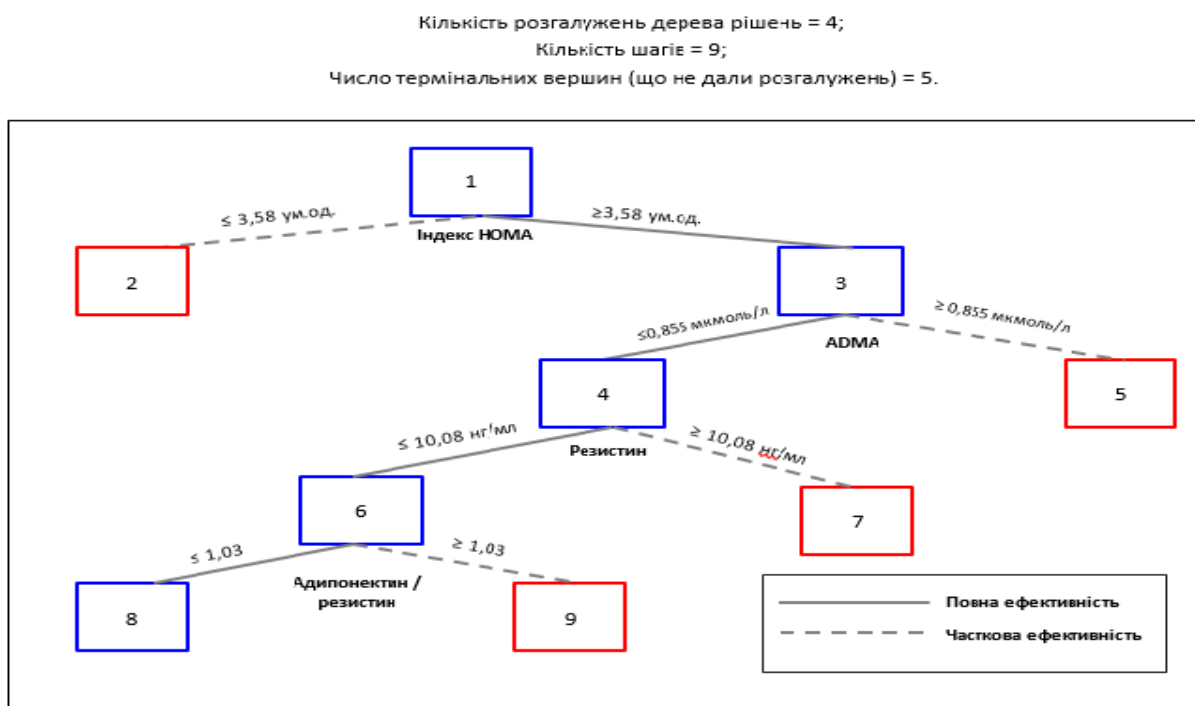 Кількість розгалужень дерева рішень = 4;
Кількість шагів = 9;
Число термінальних вершин (що не дали розгалужень) = 5.
1
≤ 3,58 ум.од.
≥3,58 ум.од.
Індекс НОМА
2
3
≤0,855 мкмоль/л
≥ 0,855 мкмоль/л
ADMA
4
5
≤ 10,08 нг/мл
≥ 10,08 нг/мл
Резистин
6
7
≤ 1,03
≥ 1,03
Адипонектин /
резистин
8
9
Повна ефективність
Часткова ефективність